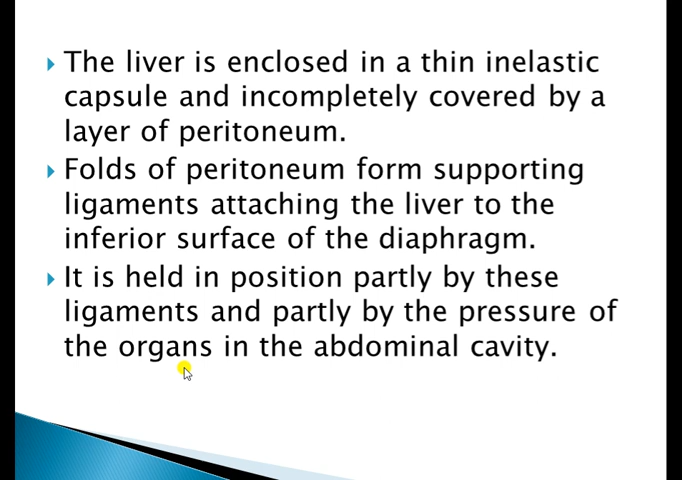 The liver is enclosed in a thin inelastic
capsule and incompletely covered by a
layer of peritoneum.
Folds of peritoneum form supporting
ligaments attaching the liver to the
inferior surface of the diaphragm.
It is held in position partly by these
ligaments and partly by the pressure of
the organs in the abdominal cavity.